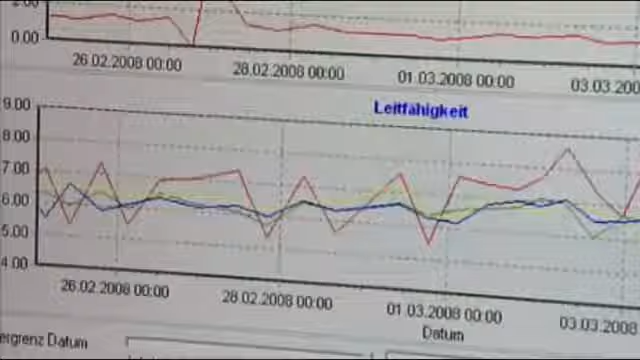 0.00
26.02.2008 00:00 28.02.2008 00:00 01.03.2008 00:00 03.03.200
Leitfähigkeit
9.00
8.00
7.00
6.00
5.00
4.00
26.02.2008 00:00 28.02.2008 00:00 01.03.2008 00:00 03.03.2008
Datum
ergrenz Datum